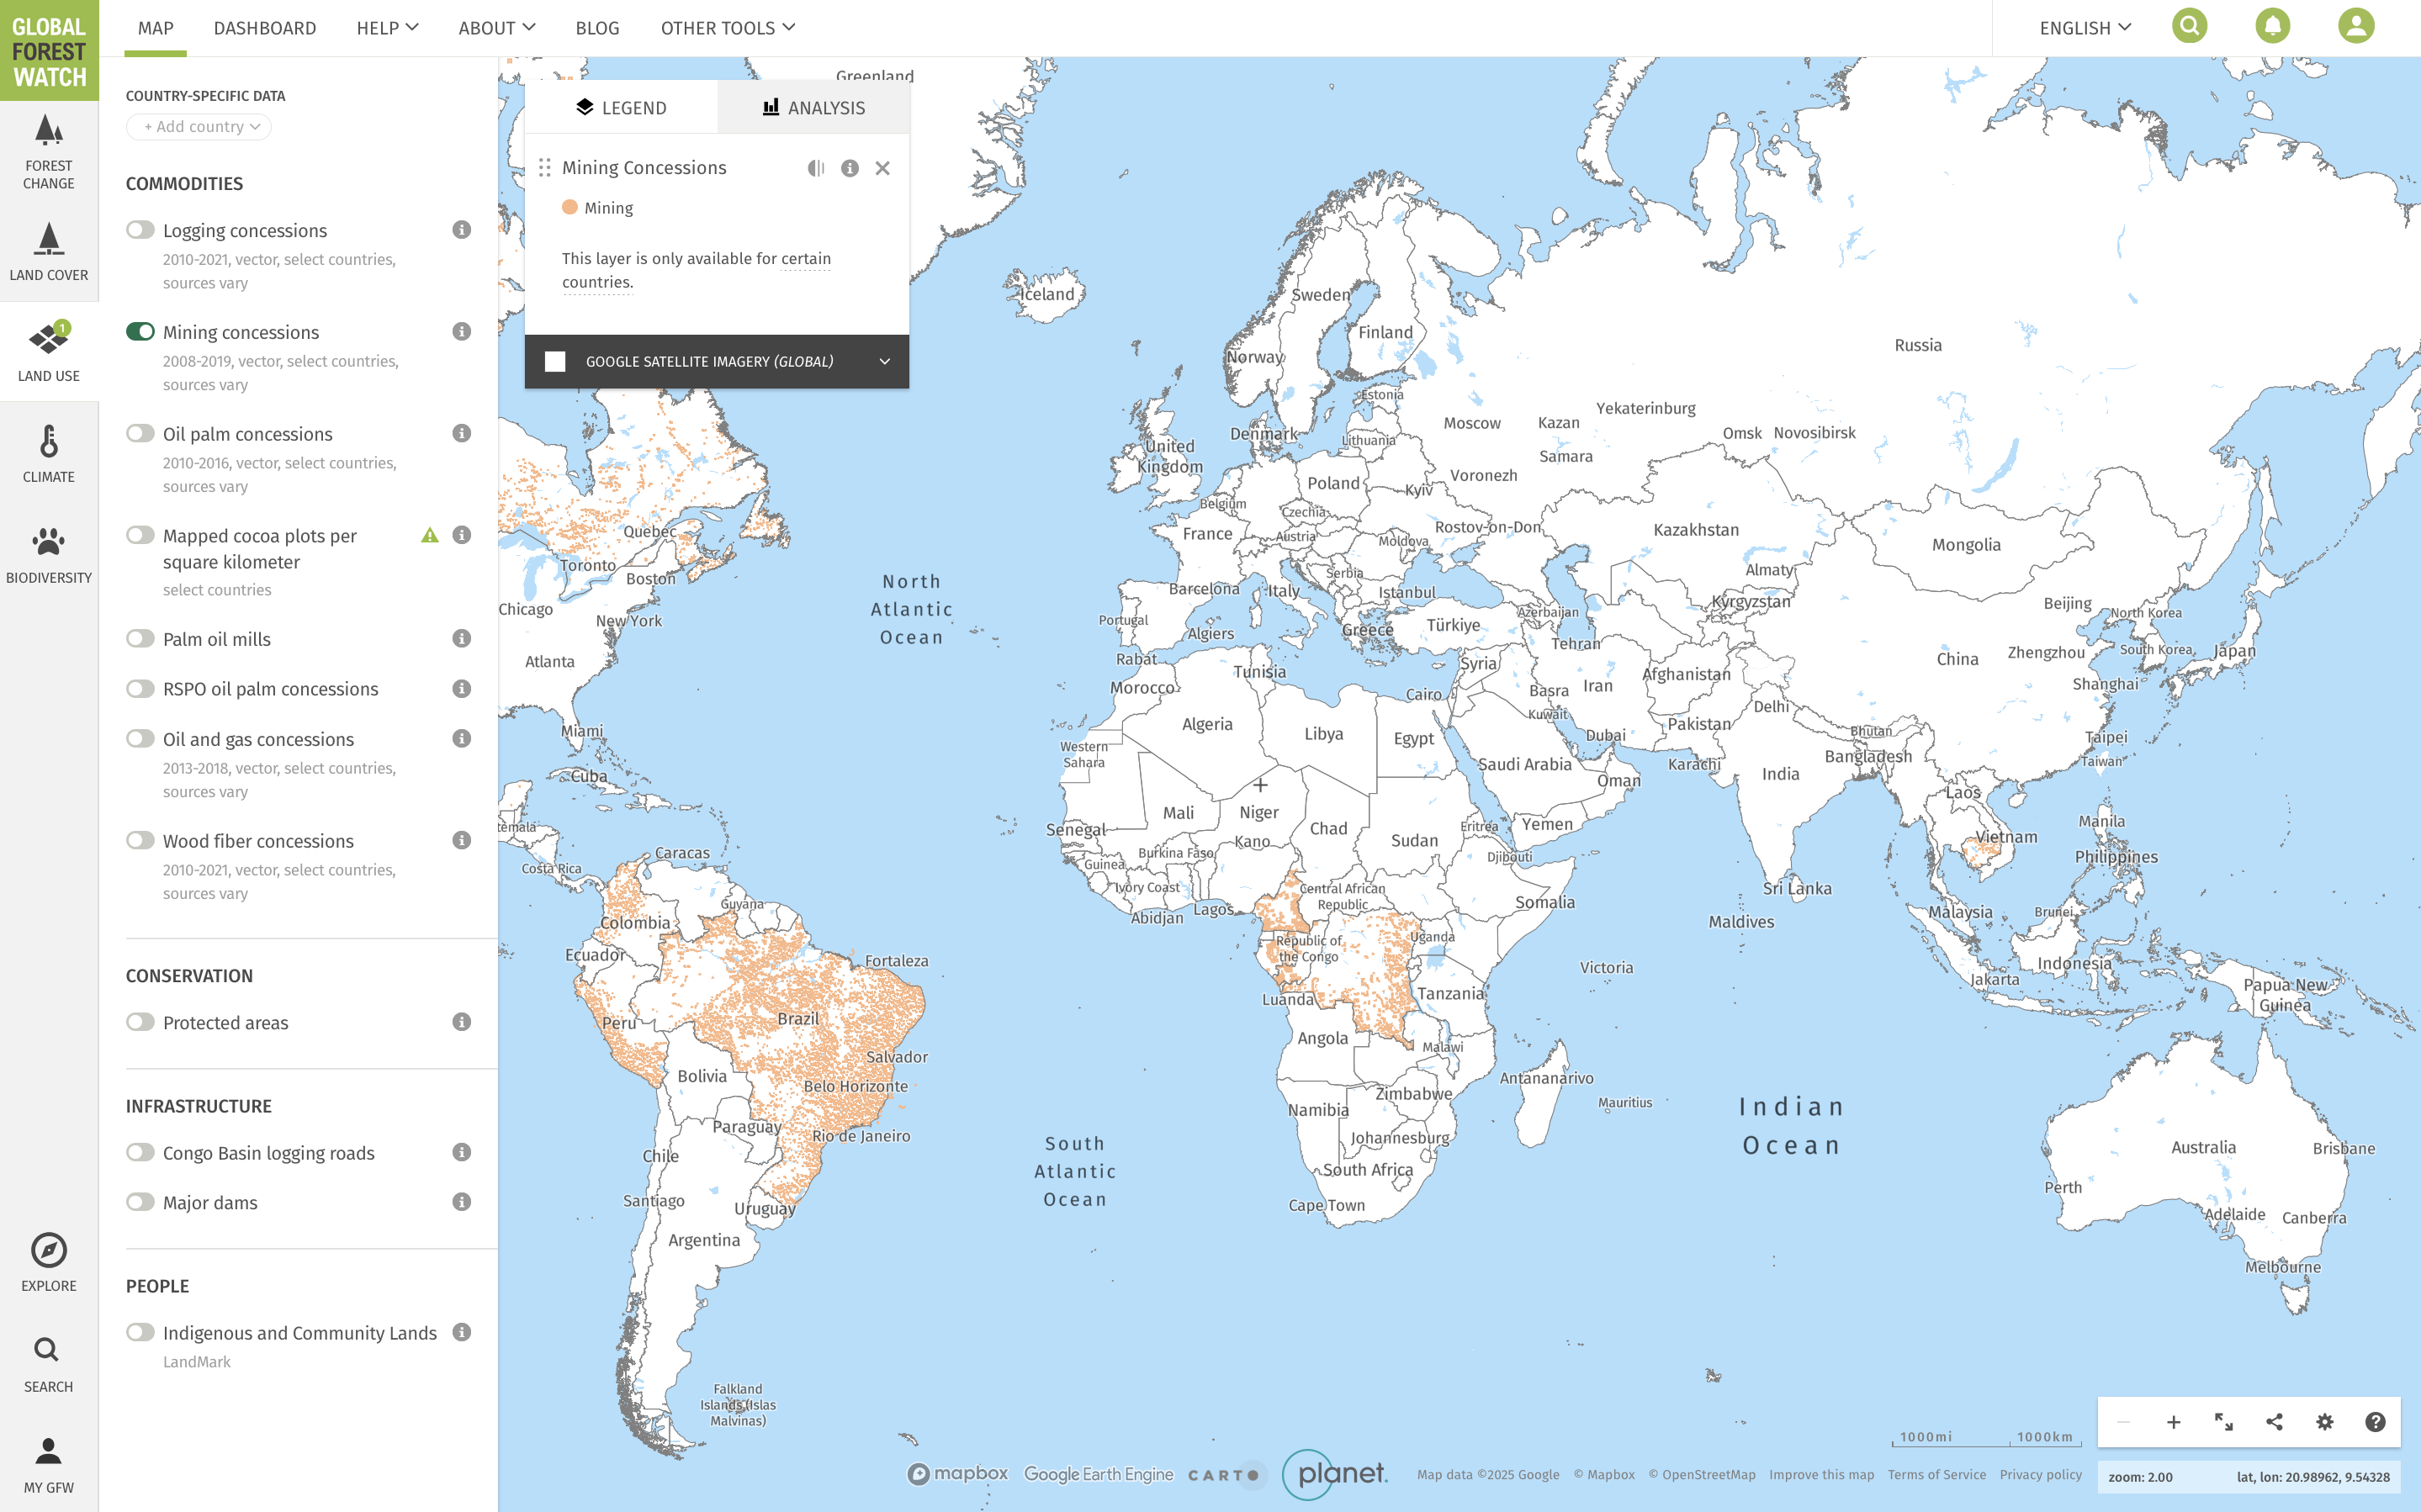 GLOBAL
FOREST
WATCH
MAP
DASHBOARD
HELP
ABOUT
BLOG
OTHER TOOLS
ENGLISH
FOREST
CHANGE
LAND COVER
1
LAND USE
CLIMATE
BIODIVERSITY
EXPLORE
SEARCH
MY GFW
COUNTRY-SPECIFIC DATA
+ Add country
COMMODITIES
Logging concessions
2010-2021, vector, select countries,
sources vary
Mining concessions
2008-2019, vector, select countries,
sources vary
Oil palm concessions
2010-2016, vector, select countries,
sources vary
Mapped cocoa plots per
square kilometer
select countries
Palm oil mills
RSPO oil palm concessions
Oil and gas concessions
2013-2018, vector, select countries,
sources vary
Wood fiber concessions
2010-2021, vector, select countries,
sources vary
CONSERVATION
Protected areas
INFRASTRUCTURE
Congo Basin logging roads
Major dams
PEOPLE
Indigenous and Community Lands
LandMark
LEGEND
ANALYSIS
Mining Concessions
Mining
This layer is only available for certain
countries.
GOOGLE SATELLITE IMAGERY (GLOBAL)
Greenland
Iceland
Sweden
Finland
Norway
Russia
Estonia
Denmark
Lithuania
Moscow
Kazan
Yekaterinburg
Omsk
Novosibirsk
Samara
Voronezh
United
Kingdom
Poland
Kyiv
Belgium
Czechia
France
Austria
Moldova
Rostov-on-Don
Kazakhstan
Mongolia
Serbia
Almaty
Barcelona
Italy
Istanbul
Kyrgyzstan
Azerbaijan
Beijing
North Korea
Portugal
Algiers
Greece
Türkiye
Tehran
China
Zhengzhou
South Korea
Japan
Rabat
Tunisia
Syria
Afghanistan
Morocco
Cairo
Basra
Iran
Shanghai
Kuwait
Delhi
Algeria
Libya
Egypt
Pakistan
Dubai
Bhutan
Taipei
Western
Sahara
Saudi Arabia
Karachi
Bangladesh
Taiwan
Oman
India
Laos
Mali
Niger
Senegal
Chad
Eritrea
Yemen
Manila
Kano
Sudan
Vietnam
Burkina Faso
Djibouti
Philippines
Guinea
Ivory Coast
Central African
Republic
Sri Lanka
Abidjan
Lagos
Somalia
Maldives
Malaysia
Brunei
Republic of
the Congo
Uganda
Victoria
Indonesia
Jakarta
Papua New
Guinea
Luanda
Tanzania
Angola
Malawi
Antananarivo
Zimbabwe
Mauritius
Namibia
Johannesburg
South Africa
Cape Town
Indian
Ocean
Australia
Brisbane
Perth
Adelaide
Canberra
Melbourne
Quebec
Toronto
Boston
Chicago
New York
Atlanta
Miami
Cuba
temala
Costa Rica
Caracas
Guyana
Colombia
Ecuador
Fortaleza
Peru
Brazil
Salvador
Bolivia
Belo Horizonte
Paraguay
Rio de Janeiro
Chile
Santiago
Uruguay
Argentina
Falkland
Islands (Islas
Malvinas)
North
Atlantic
Ocean
South
Atlantic
Ocean
mapbox
Google Earth Engine
CARTO
planet.
Map data ©2025 Google
© Mapbox
© OpenStreetMap
Improve this map
Terms of Service
Privacy policy
1000mi
1000km
zoom: 2.00
lat, lon: 20.98962, 9.54328